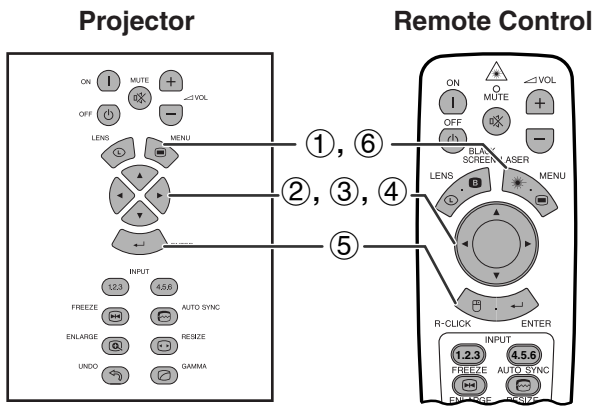 Projector
ON MUTE
VOL
OFF
LENS MENU
INPUT
1.2.3 4.5.6
FREEZE AUTO SYNC
ENLARGE RESIZE
UNDO GAMMA
①, ⑥
②, ③, ④
⑤
Remote Control
ON VOL
MUTE
OFF
BLACK
SCREEN LASER
LENS B MENU
L
R-CLICK ENTER
INPUT
1.2.3 4.5.6
FREEZE AUTO SYNC
ENLARGE RESIZE